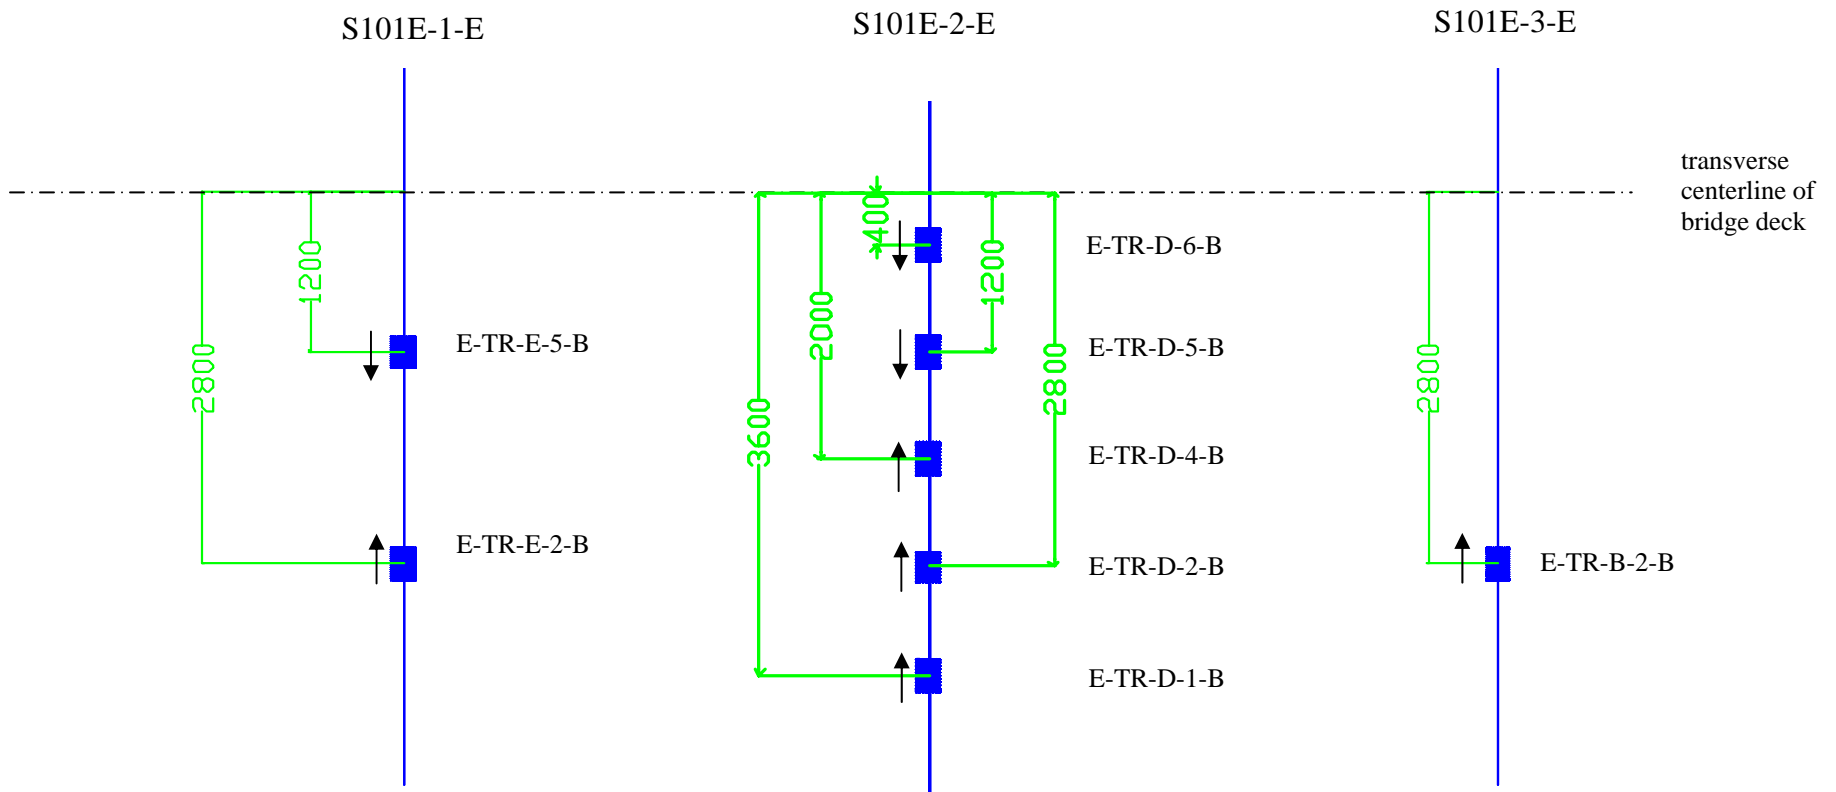 S101E-1-E
S101E-2-E
S101E-3-E
transverse
centerline of
bridge deck
400
E-TR-D-6-B
1200
1200
2000
E-TR-E-5-B
E-TR-D-5-B
2800
2800
2800
3600
E-TR-D-4-B
E-TR-E-2-B
E-TR-D-2-B
E-TR-B-2-B
E-TR-D-1-B